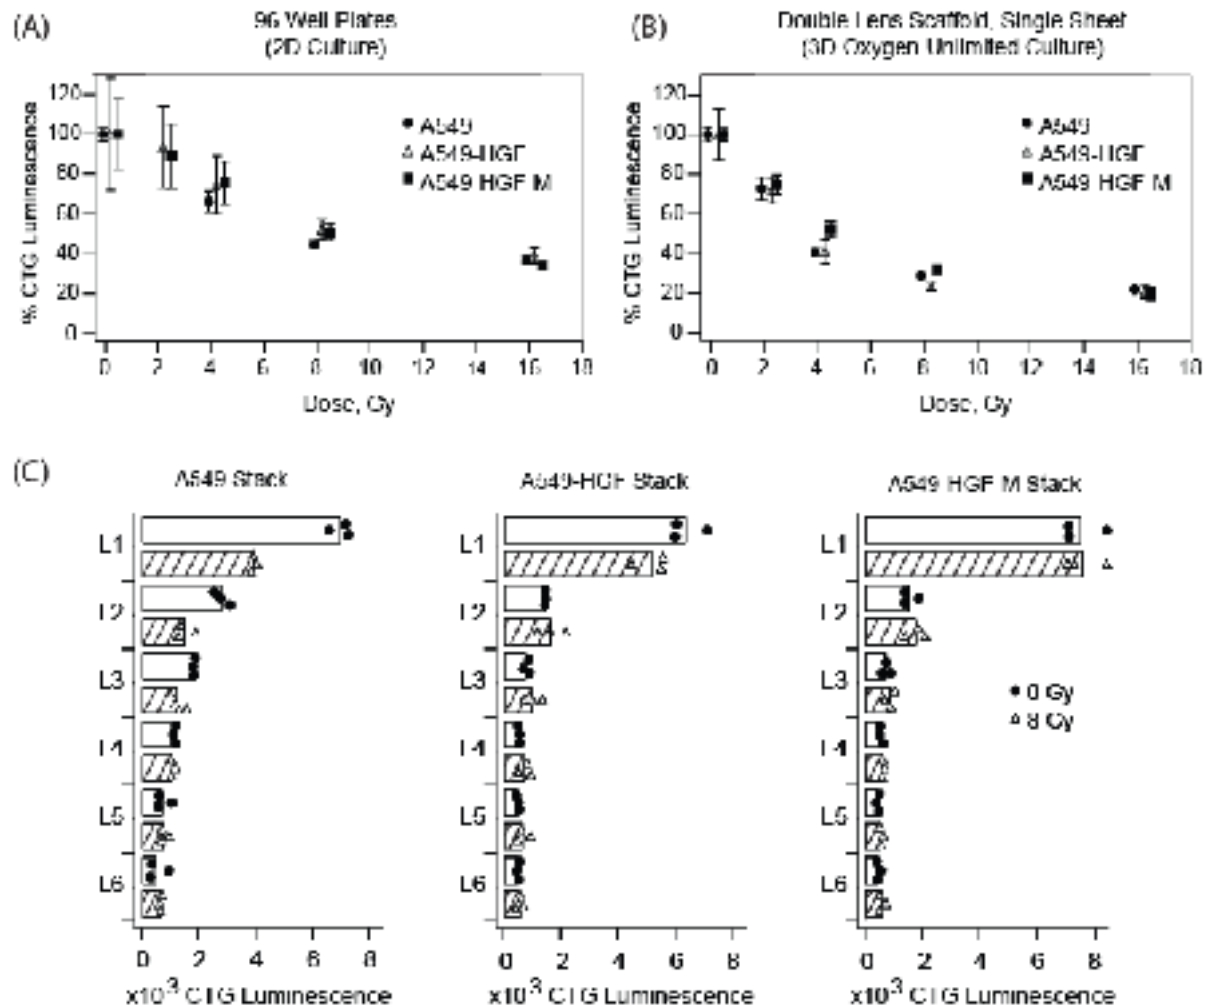 (A)
96 Well Plates
(2D Culture)
% CTG Luminescence
120
100
80
60
40
20
0
A549
A549-HGF
A549 HGF M
0 2 4 6 8 10 12 14 16 18
Dose, Gy
(B)
Double Lens Scaffold, Single Sheet
(3D Oxygen Unlimited Culture)
% CTG Luminescence
120
100
80
60
40
20
0
A549
A549-HGF
A549 HGF M
0 2 4 6 8 10 12 14 16 18
Dose, Gy
(C)
A549 Stack
L1
L2
L3
L4
L5
L6
0 2 4 6 8
x10³ CTG Luminescence
A549-HGF Stack
L1
L2
L3
L4
L5
L6
0 2 4 6 8
x10³ CTG Luminescence
A549 HGF M Stack
L1
L2
L3
L4
L5
L6
0 Gy
8 Gy
0 2 4 6 8
x10³ CTG Luminescence